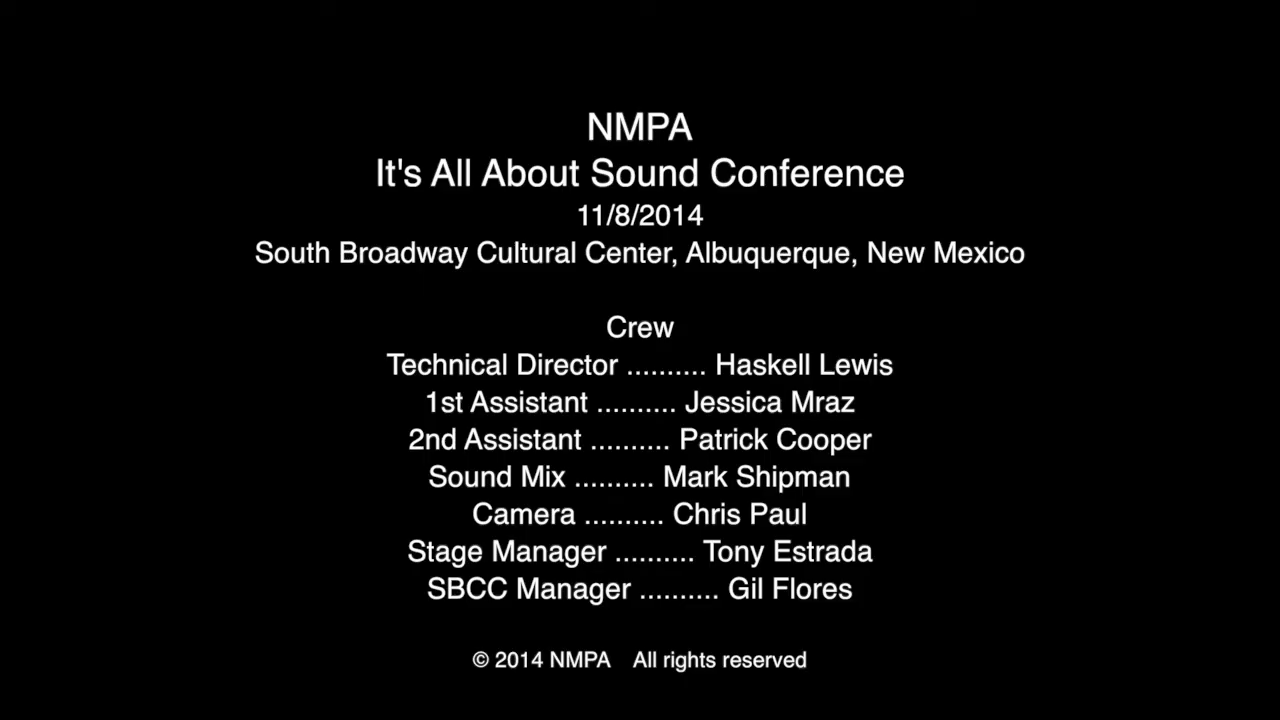 NMPA
It's All About Sound Conference
11/8/2014
South Broadway Cultural Center, Albuquerque, New Mexico
Crew
Technical Director .......... Haskell Lewis
1st Assistant .......... Jessica Mraz
2nd Assistant .......... Patrick Cooper
Sound Mix .......... Mark Shipman
Camera .......... Chris Paul
Stage Manager .......... Tony Estrada
SBCC Manager .......... Gil Flores
© 2014 NMPA All rights reserved